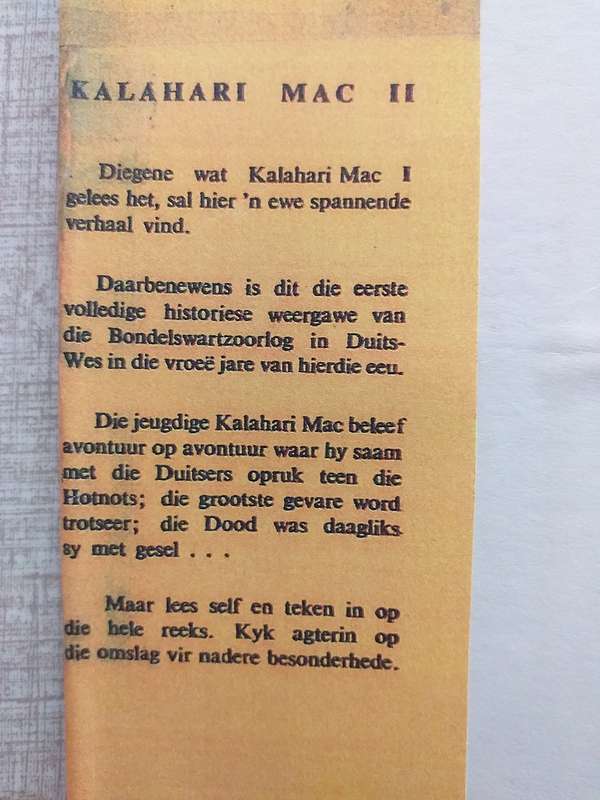 KALAHARI MAC II
Diegene wat Kalahari Mac I
gelees het, sal hier 'n ewe spannende
verhaal vind.
Daarbenewens is dit die eerste
volledige historiese weergawe van
die Bondelswartzoorlog in Duits-
Wes in die vroeë jare van hierdie eeu.
Die jeugdige Kalahari Mac beleef
avontuur op avontuur waar hy saam
met die Duitsers opruk teen die
Hotnots; die grootste gevare word
trotseer; die Dood was daagliks
sy met gesel . . .
Maar lees self en teken in op
die hele reeks. Kyk agterin op
die omslag vir nadere besonderhede.